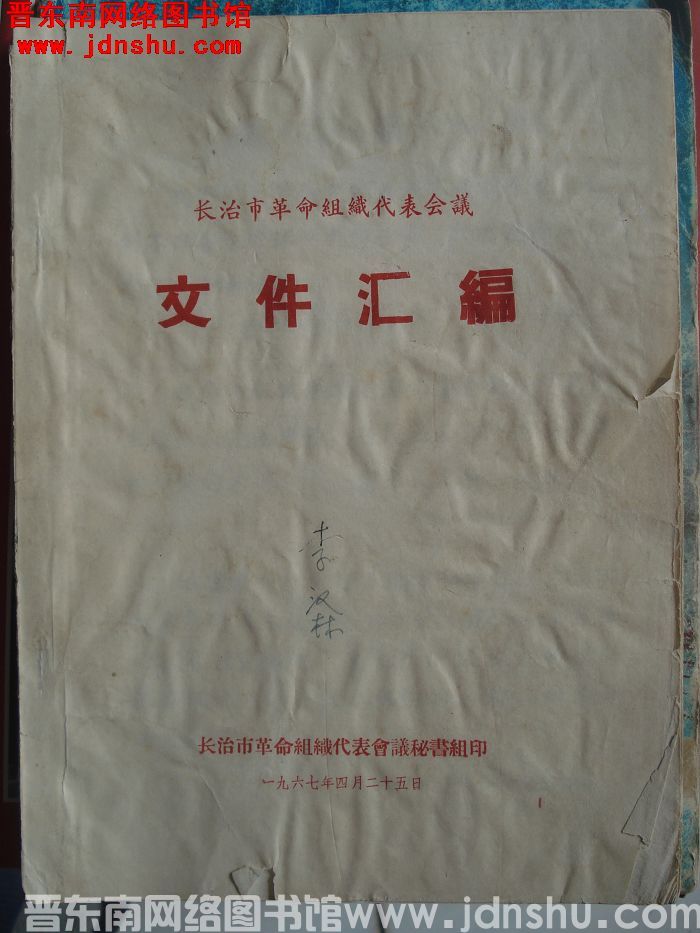 晋东南网络图书馆
www.jdnshu.com
长治市革命組織代表会議
文件汇編
李
汉
林
长治市革命組織代表會議秘書組印
一九六七年四月二十五日
晋东南网络图书馆www.jdnshu.com